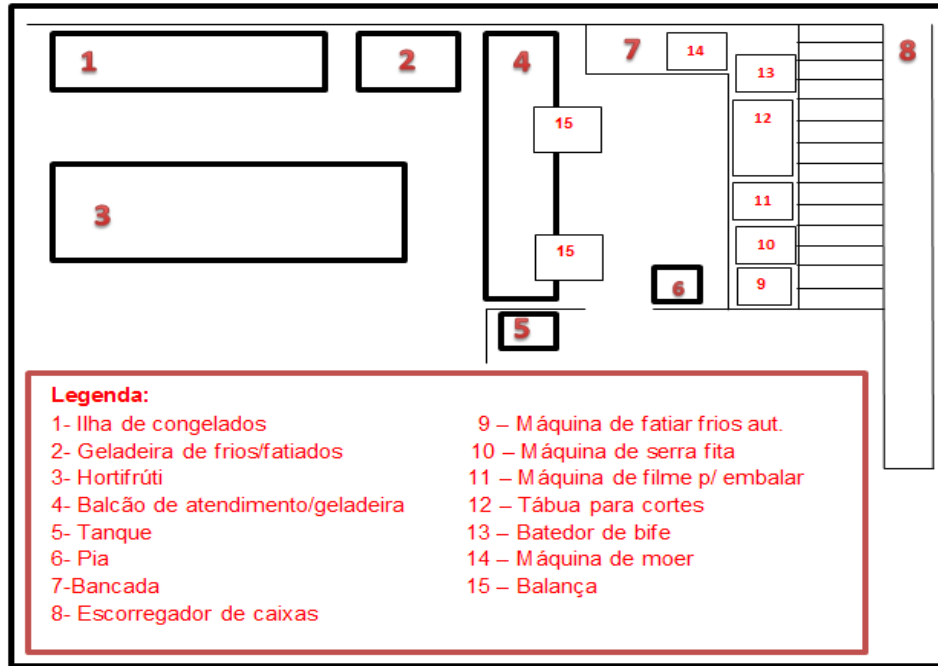 1
2
4
7
14
8
13
15
12
3
11
15
10
6
9
5
Legenda:
1- Ilha de congelados
2- Geladeira de frios/fatiados
3- Hortifrúti
4- Balcão de atendimento/geladeira
5- Tanque
6- Pia
7-Bancada
8- Escorregador de caixas
9 – Máquina de fatiar frios aut.
10 – Máquina de serra fita
11 – Máquina de filme p/ embalar
12 – Tábua para cortes
13 – Batedor de bife
14 – Máquina de moer
15 – Balança